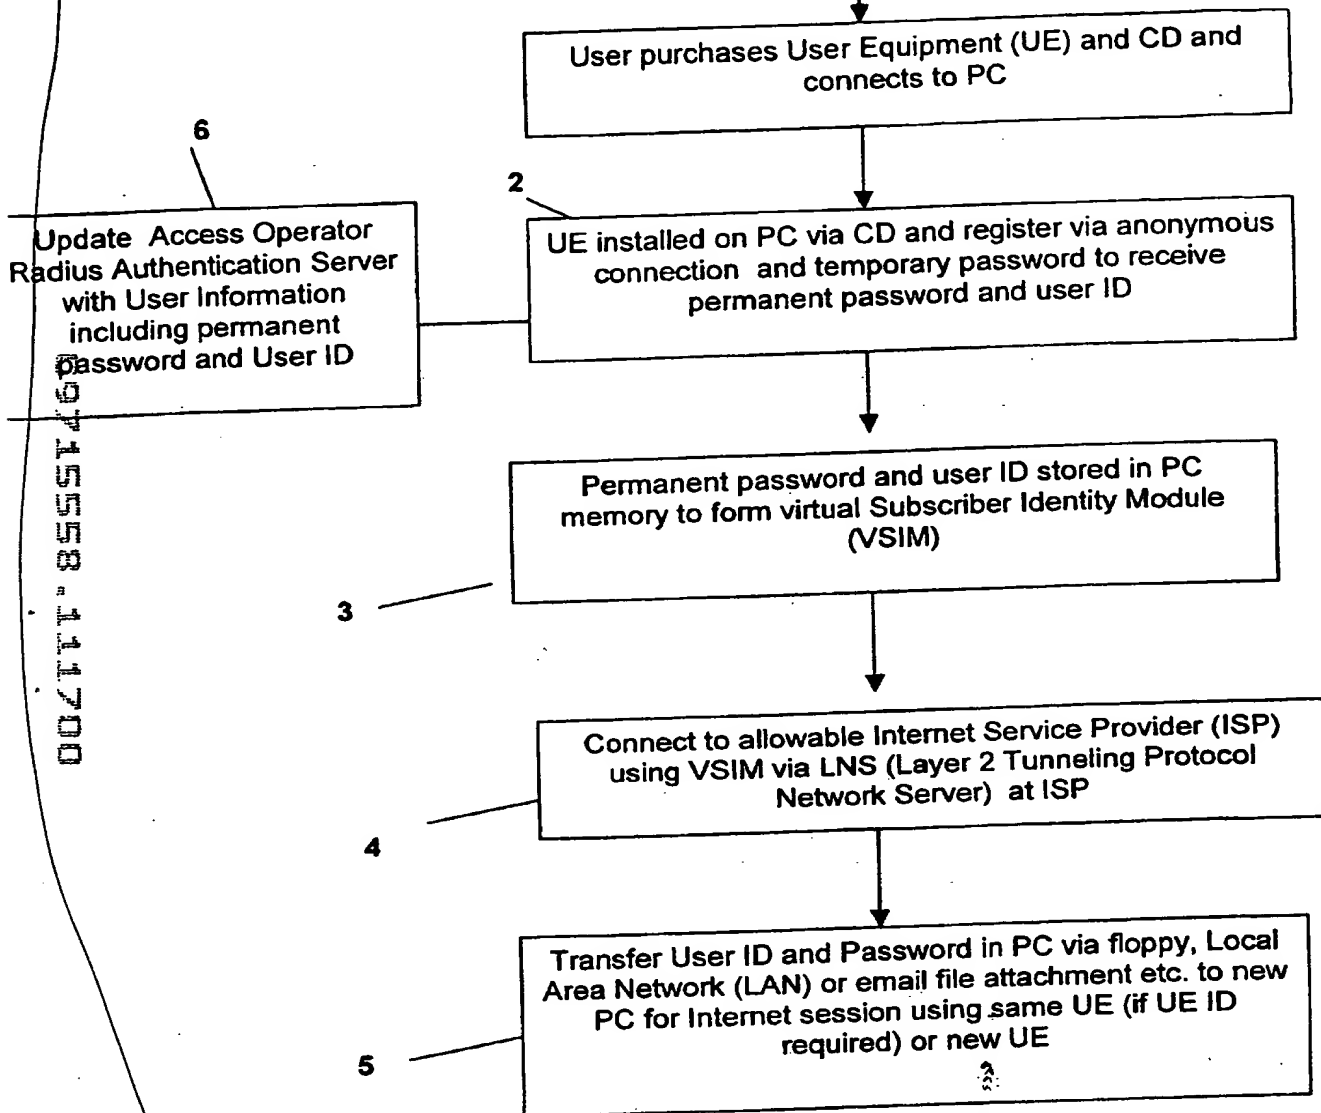 User purchases User Equipment (UE) and CD and
connects to PC
6
2
Update Access Operator
Radius Authentication Server
with User Information
including permanent
password and User ID
UE installed on PC via CD and register via anonymous
connection and temporary password to receive
permanent password and user ID
Permanent password and user ID stored in PC
memory to form virtual Subscriber Identity Module
(VSIM)
3
Connect to allowable Internet Service Provider (ISP)
using VSIM via LNS (Layer 2 Tunneling Protocol
Network Server) at ISP
4
Transfer User ID and Password in PC via floppy, Local
Area Network (LAN) or email file attachment etc. to new
PC for Internet session using same UE (if UE ID
required) or new UE
5
09715558.111700